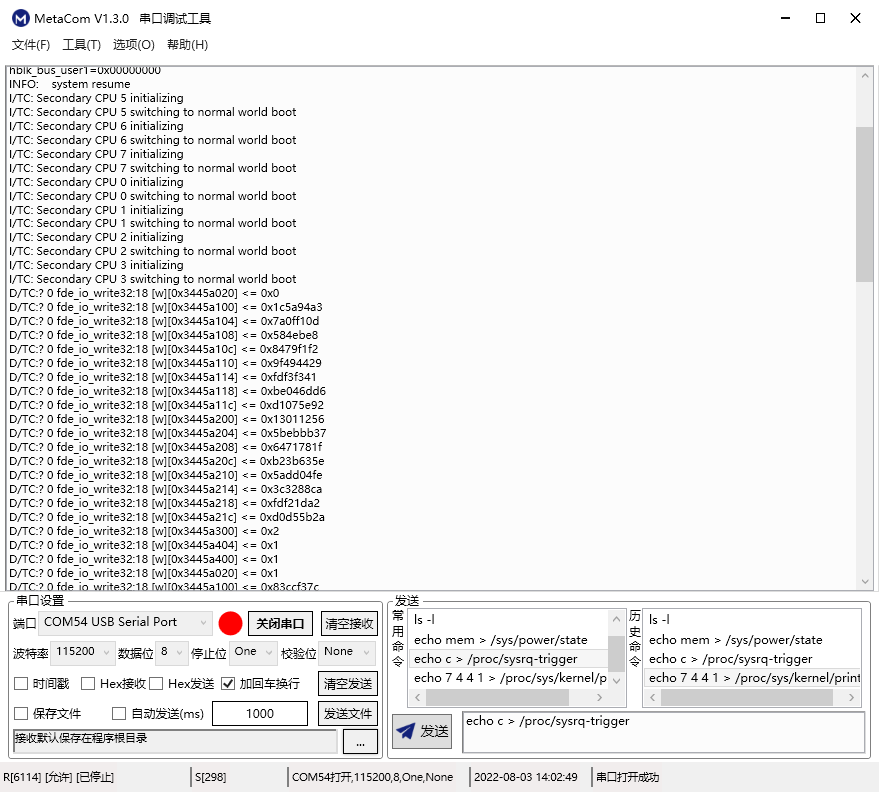 MetaCom V1.3.0 串口调试工具
文件(F) 工具(T) 选项(O) 帮助(H)
hblk_bus_user1=0x00000000
INFO: system resume
I/TC: Secondary CPU 5 initializing
I/TC: Secondary CPU 5 switching to normal world boot
I/TC: Secondary CPU 6 initializing
I/TC: Secondary CPU 6 switching to normal world boot
I/TC: Secondary CPU 7 initializing
I/TC: Secondary CPU 7 switching to normal world boot
I/TC: Secondary CPU 0 initializing
I/TC: Secondary CPU 0 switching to normal world boot
I/TC: Secondary CPU 1 initializing
I/TC: Secondary CPU 1 switching to normal world boot
I/TC: Secondary CPU 2 initializing
I/TC: Secondary CPU 2 switching to normal world boot
I/TC: Secondary CPU 3 initializing
I/TC: Secondary CPU 3 switching to normal world boot
D/TC:? 0 fde_io_write32:18 [w][0x3445a020] <= 0x0
D/TC:? 0 fde_io_write32:18 [w][0x3445a100] <= 0x1c5a94a3
D/TC:? 0 fde_io_write32:18 [w][0x3445a104] <= 0x7a0ff10d
D/TC:? 0 fde_io_write32:18 [w][0x3445a108] <= 0x584ebe8
D/TC:? 0 fde_io_write32:18 [w][0x3445a10c] <= 0x8479f1f2
D/TC:? 0 fde_io_write32:18 [w][0x3445a110] <= 0x9f494429
D/TC:? 0 fde_io_write32:18 [w][0x3445a114] <= 0xfdf3f341
D/TC:? 0 fde_io_write32:18 [w][0x3445a118] <= 0xbe046dd6
D/TC:? 0 fde_io_write32:18 [w][0x3445a11c] <= 0xd1075e92
D/TC:? 0 fde_io_write32:18 [w][0x3445a200] <= 0x13011256
D/TC:? 0 fde_io_write32:18 [w][0x3445a204] <= 0x5bebbb37
D/TC:? 0 fde_io_write32:18 [w][0x3445a208] <= 0x6471781f
D/TC:? 0 fde_io_write32:18 [w][0x3445a20c] <= 0xb23b635e
D/TC:? 0 fde_io_write32:18 [w][0x3445a210] <= 0x5add04fe
D/TC:? 0 fde_io_write32:18 [w][0x3445a214] <= 0x3c3288ca
D/TC:? 0 fde_io_write32:18 [w][0x3445a218] <= 0xfdf21da2
D/TC:? 0 fde_io_write32:18 [w][0x3445a21c] <= 0xd0d55b2a
D/TC:? 0 fde_io_write32:18 [w][0x3445a300] <= 0x2
D/TC:? 0 fde_io_write32:18 [w][0x3445a404] <= 0x1
D/TC:? 0 fde_io_write32:18 [w][0x3445a400] <= 0x1
D/TC:? 0 fde_io_write32:18 [w][0x3445a020] <= 0x1
D/TC:? 0 fde_io_write32:18 [w][0x3445a100] <= 0x83ccf37c
串口设置
端口 COM54 USB Serial Port 关闭串口 清空接收
波特率 115200 数据位 8 停止位 One 校验位 None
时间戳 Hex接收 Hex发送 加回车换行 清空发送
保存文件 自动发送(ms) 1000 发送文件
接收默认保存在程序根目录 ...
发送
常用命令
ls -l
echo mem > /sys/power/state
echo c > /proc/sysrq-trigger
echo 7 4 4 1 > /proc/sys/kernel/p
历史命令
ls -l
echo mem > /sys/power/state
echo c > /proc/sysrq-trigger
echo 7 4 4 1 > /proc/sys/kernel/print
发送 echo c > /proc/sysrq-trigger
R[6114] [允许] [已停止] S[298] COM54打开,115200,8,One,None 2022-08-03 14:02:49 串口打开成功